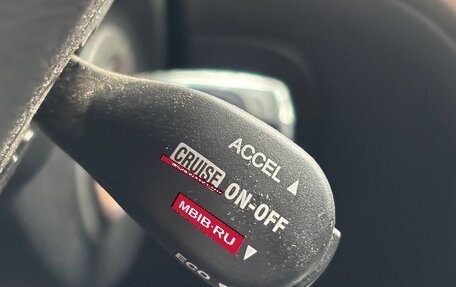 ACCEL ▲
CRUISE
ON-OFF
MBIB-RU
▼
ECO